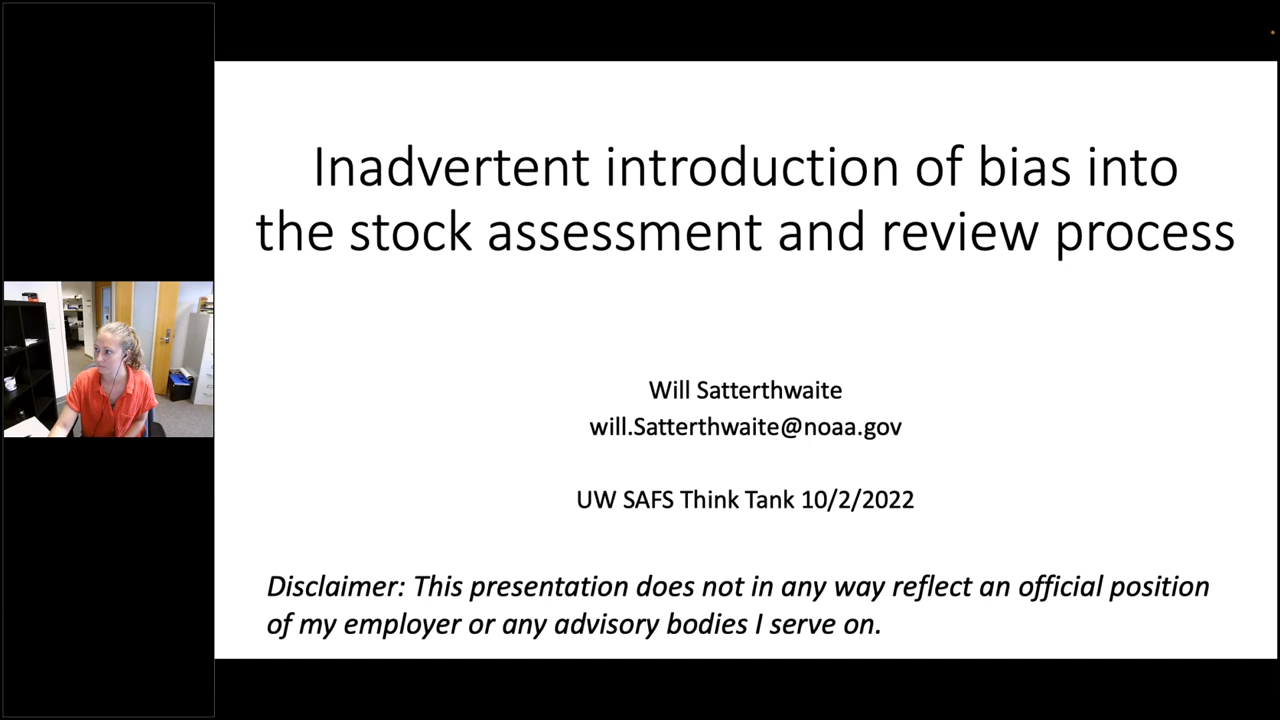 Inadvertent introduction of bias into
the stock assessment and review process
Will Satterthwaite
will.Satterthwaite@noaa.gov
UW SAFS Think Tank 10/2/2022
Disclaimer: This presentation does not in any way reflect an official position
of my employer or any advisory bodies I serve on.